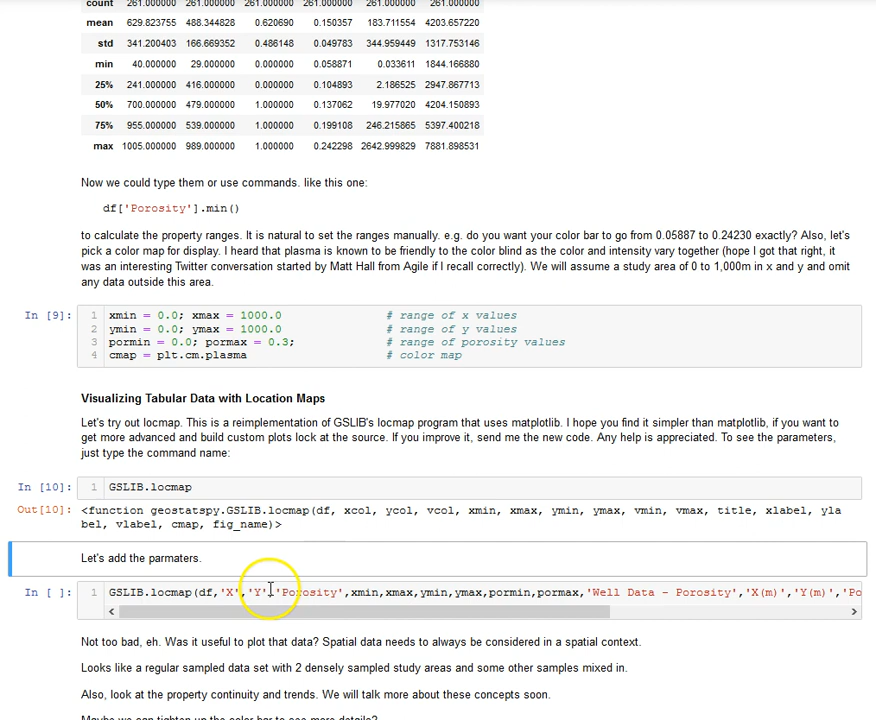 count 261.000000 261.000000 261.000000 261.000000 261.000000 261.000000
mean 629.823755 488.344828 0.620690 0.150357 183.711554 4203.657220
std 341.200403 166.669352 0.486148 0.049783 344.959449 1317.753146
min 40.000000 29.000000 0.000000 0.058871 0.033611 1844.166880
25% 241.000000 416.000000 0.000000 0.104893 2.186525 2947.867713
50% 700.000000 479.000000 1.000000 0.137062 19.977020 4204.150893
75% 955.000000 539.000000 1.000000 0.199108 246.215865 5397.400218
max 1005.000000 989.000000 1.000000 0.242298 2642.999829 7881.898531
Now we could type them or use commands. like this one:
df['Porosity'].min()
to calculate the property ranges. It is natural to set the ranges manually. e.g. do you want your color bar to go from 0.05887 to 0.24230 exactly? Also, let's
pick a color map for display. I heard that plasma is known to be friendly to the color blind as the color and intensity vary together (hope I got that right, it
was an interesting Twitter conversation started by Matt Hall from Agile if I recall correctly). We will assume a study area of 0 to 1,000m in x and y and omit
any data outside this area.
In [9]: 1 xmin = 0.0; xmax = 1000.0 # range of x values
2 ymin = 0.0; ymax = 1000.0 # range of y values
3 pormin = 0.0; pormax = 0.3; # range of porosity values
4 cmap = plt.cm.plasma # color map
Visualizing Tabular Data with Location Maps
Let's try out locmap. This is a reimplementation of GSLIB's locmap program that uses matplotlib. I hope you find it simpler than matplotlib, if you want to
get more advanced and build custom plots lock at the source. If you improve it, send me the new code. Any help is appreciated. To see the parameters,
just type the command name:
In [10]: 1 GSLIB.locmap
Out[10]: <function geostatspy.GSLIB.locmap(df, xcol, ycol, vcol, xmin, xmax, ymin, ymax, vmin, vmax, title, xlabel, yla
bel, vlabel, cmap, fig_name)>
Let's add the parmaters.
In [ ]: 1 GSLIB.locmap(df,'X','Y','Porosity',xmin,xmax,ymin,ymax,pormin,pormax,'Well Data - Porosity','X(m)','Y(m)','Po
Not too bad, eh. Was it useful to plot that data? Spatial data needs to always be considered in a spatial context.
Looks like a regular sampled data set with 2 densely sampled study areas and some other samples mixed in.
Also, look at the property continuity and trends. We will talk more about these concepts soon.
Maybe we can tighten up the color bar to see more details?